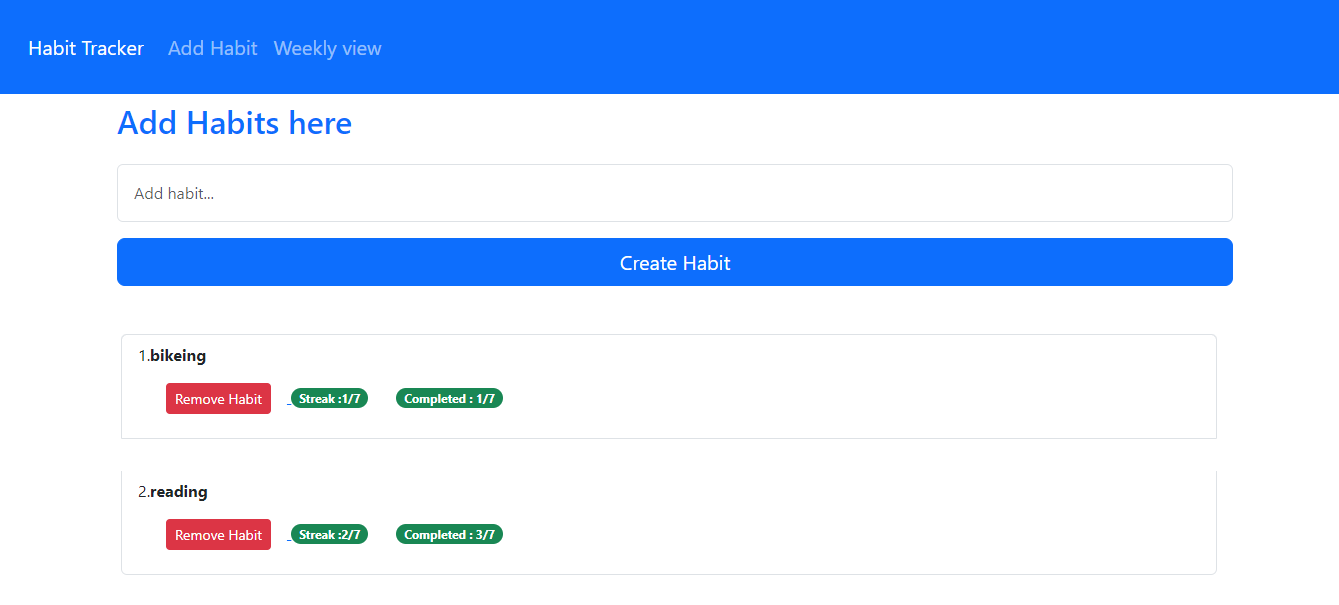 Habit Tracker Add Habit Weekly view
Add Habits here
Add habit...
Create Habit
1.bikeing
Remove Habit Streak :1/7 Completed : 1/7
2.reading
Remove Habit Streak :2/7 Completed : 3/7